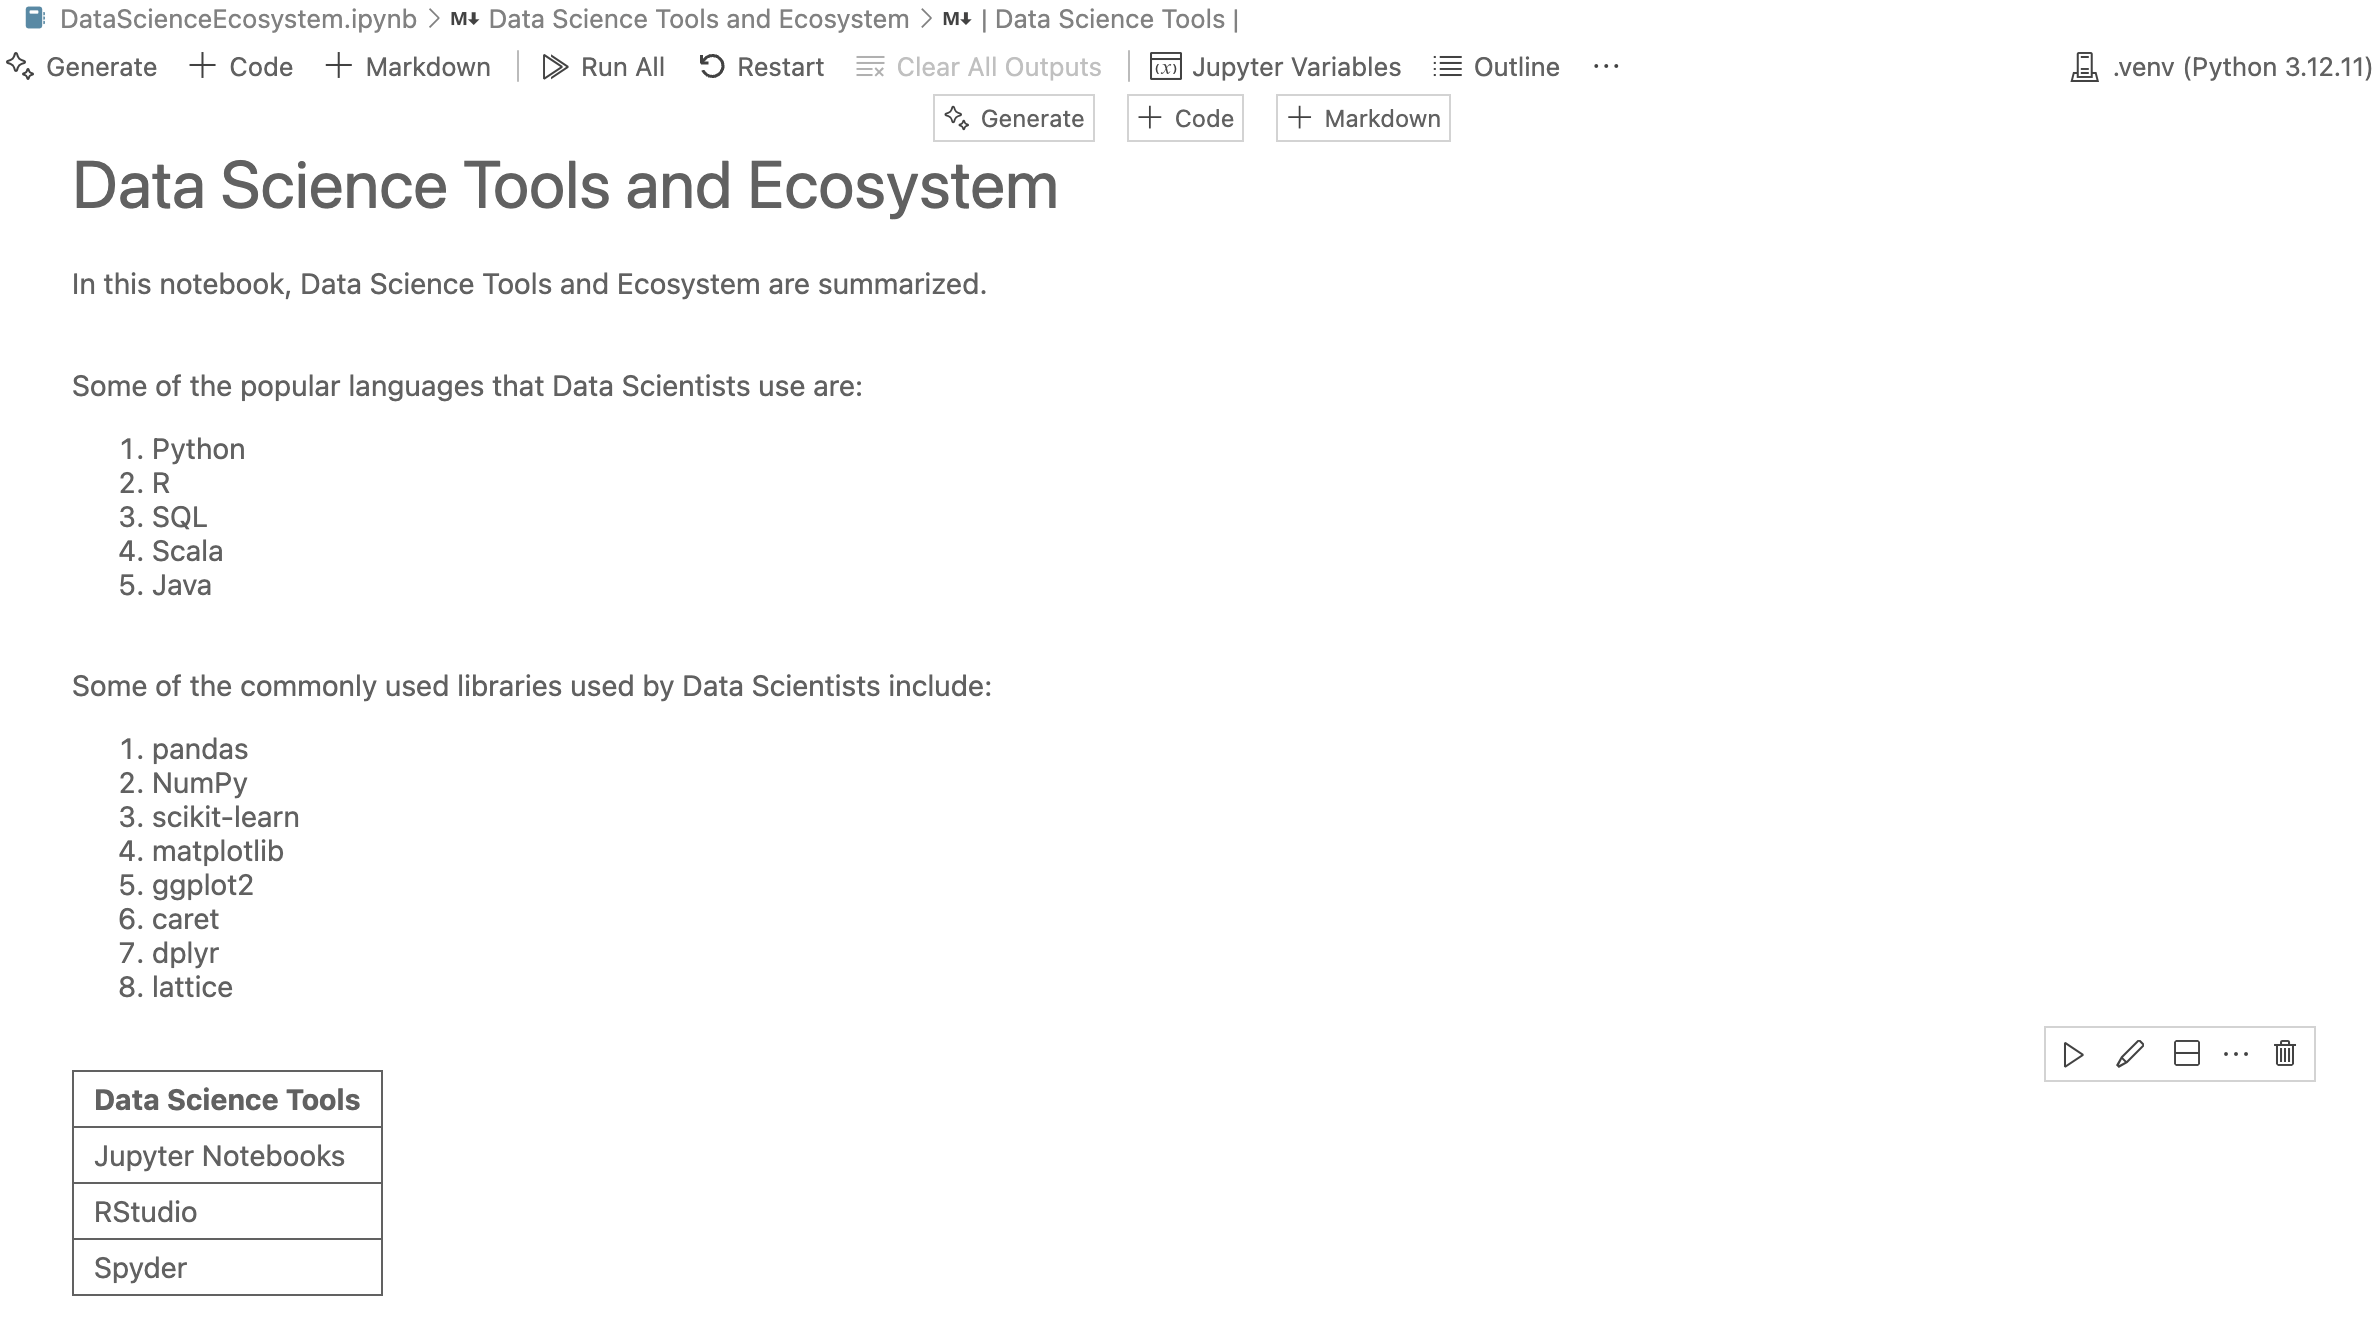 DataScienceEcosystem.ipynb > M↓ Data Science Tools and Ecosystem > M↓ | Data Science Tools |
Generate + Code + Markdown | Run All Restart Clear All Outputs | (x) Jupyter Variables Outline ··· .venv (Python 3.12.11)
Generate + Code + Markdown
Data Science Tools and Ecosystem
In this notebook, Data Science Tools and Ecosystem are summarized.
Some of the popular languages that Data Scientists use are:
1. Python
2. R
3. SQL
4. Scala
5. Java
Some of the commonly used libraries used by Data Scientists include:
1. pandas
2. NumPy
3. scikit-learn
4. matplotlib
5. ggplot2
6. caret
7. dplyr
8. lattice
Data Science Tools
Jupyter Notebooks
RStudio
Spyder